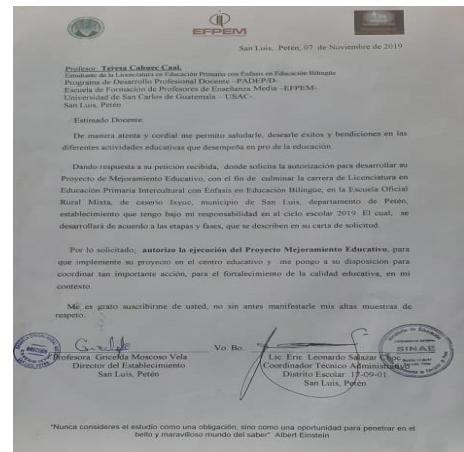 EFPEM
San Luis, Petén, 07 de Noviembre de 2019
Profesor: Teresa Cahuec Caal.
Estudiante de la Licenciatura en Educación Primaria con Énfasis en Educación Bilingüe
Programa de Desarrollo Profesional Docente –PADEP/D-
Escuela de Formación de Profesores de Enseñanza Media –EFPEM-
Universidad de San Carlos de Guatemala – USAC-
San Luis, Petén
Estimado Docente.
De manera atenta y cordial me permito saludarle, desearle éxitos y bendiciones en las
diferentes actividades educativas que desempeña en pro de la educación.
Dando respuesta a su petición recibida, donde solicita la autorización para desarrollar su
Proyecto de Mejoramiento Educativo, con el fin de culminar la carrera de Licenciatura en
Educación Primaria Intercultural con Énfasis en Educación Bilingüe, en la Escuela Oficial
Rural Mixta, de caserío Ixyuc, municipio de San Luis, departamento de Petén,
establecimiento que tengo bajo mi responsabilidad en el ciclo escolar 2019. El cual, se
desarrollará de acuerdo a las etapas y fases, que se describen en su carta de solicitud.
Por lo solicitado; autorizo la ejecución del Proyecto Mejoramiento Educativo, para
que implemente su proyecto en el centro educativo y me pongo a su disposición para
coordinar tan importante acción, para el fortalecimiento de la calidad educativa, en mi
contexto.
Me es grato suscribirme de usted, no sin antes manifestarle mis altas muestras de
respeto.
Vo. Bo.
Profesora Gricelda Moscoso Vela
Director del Establecimiento
San Luis, Petén
Lic. Eric Leonardo Salazar Choc
Coordinador Técnico Administrativo
Distrito Escolar 17-09-01
San Luis, Petén
SINAE
"Nunca consideres el estudio como una obligación, sino como una oportunidad para penetrar en el
bello y maravilloso mundo del saber" Albert Einstein